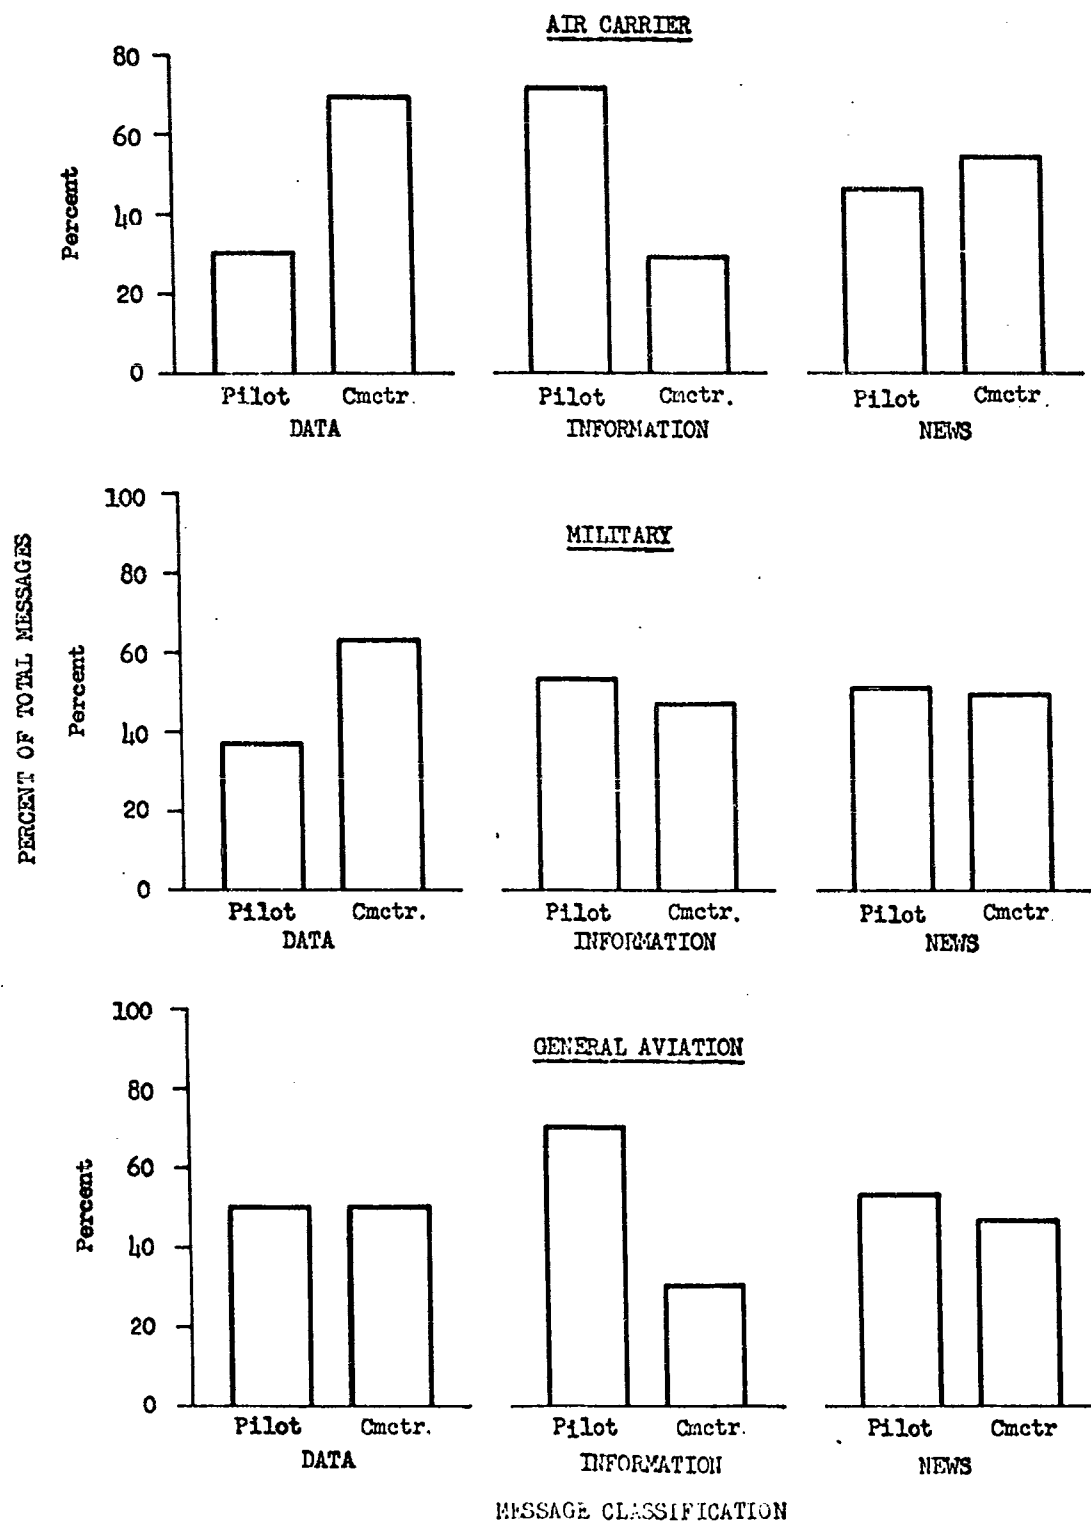 AIR CARRIER
80
60
40
20
0
Percent
Pilot Cmctr. Pilot Cmctr. Pilot Cmctr.
DATA INFORMATION NEWS
PERCENT OF TOTAL MESSAGES
MILITARY
100
80
60
40
20
0
Percent
Pilot Cmctr. Pilot Cmctr. Pilot Cmctr.
DATA INFORMATION NEWS
GENERAL AVIATION
100
80
60
40
20
0
Percent
Pilot Cmctr. Pilot Cmctr. Pilot Cmctr
DATA INFORMATION NEWS
MESSAGE CLASSIFICATION